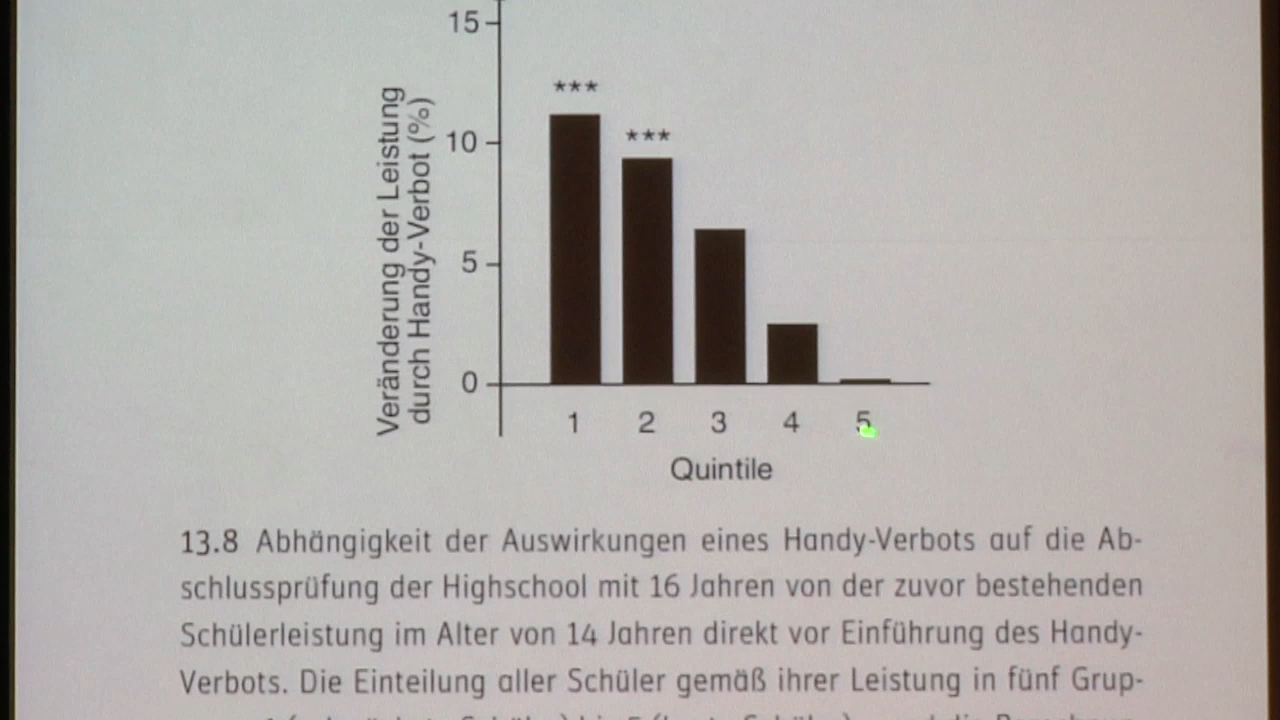 15
***
10
***
5
0
Veränderung der Leistung
durch Handy-Verbot (%)
1 2 3 4 5
Quintile
13.8 Abhängigkeit der Auswirkungen eines Handy-Verbots auf die Ab-
schlussprüfung der Highschool mit 16 Jahren von der zuvor bestehenden
Schülerleistung im Alter von 14 Jahren direkt vor Einführung des Handy-
Verbots. Die Einteilung aller Schüler gemäß ihrer Leistung in fünf Grup-